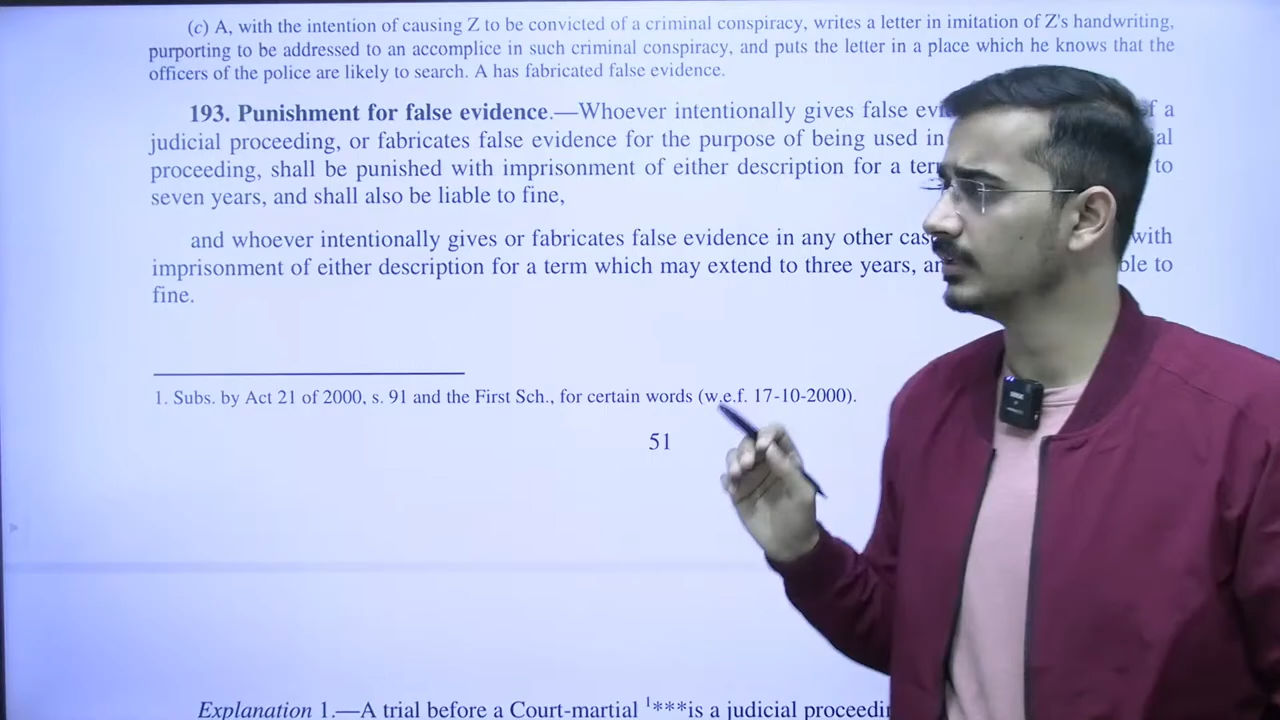 (c) A, with the intention of causing Z to be convicted of a criminal conspiracy, writes a letter in imitation of Z's handwriting,
purporting to be addressed to an accomplice in such criminal conspiracy, and puts the letter in a place which he knows that the
officers of the police are likely to search. A has fabricated false evidence.
193. Punishment for false evidence.—Whoever intentionally gives false f a
judicial proceeding, or fabricates false evidence for the purpose of being used in
proceeding, shall be punished with imprisonment of either description for a to
seven years, and shall also be liable to fine,
and whoever intentionally gives or fabricates false evidence in any other with
imprisonment of either description for a term which may extend to three years, to
fine.
1. Subs. by Act 21 of 2000, s. 91 and the First Sch., for certain words (w.e.f. 17-10-2000).
51
Explanation 1.—A trial before a Court-martial 1***is a judicial